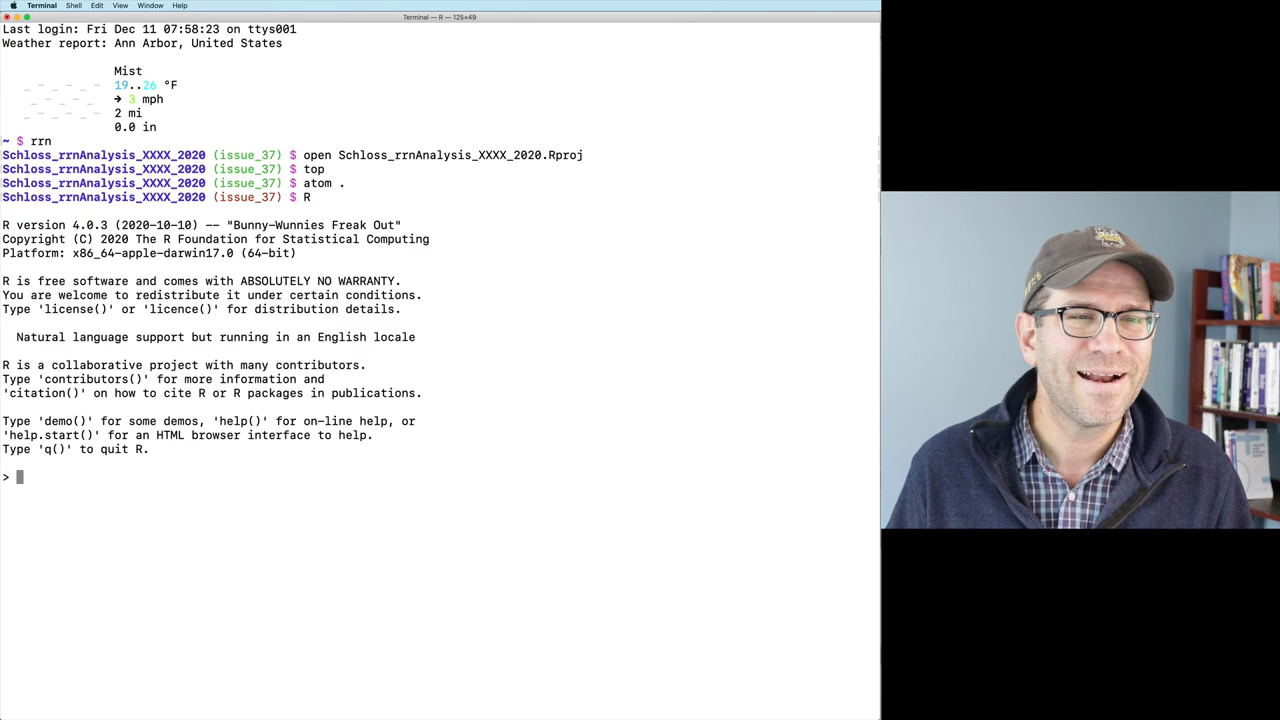 Terminal Shell Edit View Window Help
Terminal — R — 125×49
Last login: Fri Dec 11 07:58:23 on ttys001
Weather report: Ann Arbor, United States
Mist
19..26 °F
→ 3 mph
2 mi
0.0 in
~ $ rrn
Schloss_rrnAnalysis_XXXX_2020 (issue_37) $ open Schloss_rrnAnalysis_XXXX_2020.Rproj
Schloss_rrnAnalysis_XXXX_2020 (issue_37) $ top
Schloss_rrnAnalysis_XXXX_2020 (issue_37) $ atom .
Schloss_rrnAnalysis_XXXX_2020 (issue_37) $ R
R version 4.0.3 (2020-10-10) -- "Bunny-Wunnies Freak Out"
Copyright (C) 2020 The R Foundation for Statistical Computing
Platform: x86_64-apple-darwin17.0 (64-bit)
R is free software and comes with ABSOLUTELY NO WARRANTY.
You are welcome to redistribute it under certain conditions.
Type 'license()' or 'licence()' for distribution details.
Natural language support but running in an English locale
R is a collaborative project with many contributors.
Type 'contributors()' for more information and
'citation()' on how to cite R or R packages in publications.
Type 'demo()' for some demos, 'help()' for on-line help, or
'help.start()' for an HTML browser interface to help.
Type 'q()' to quit R.
>